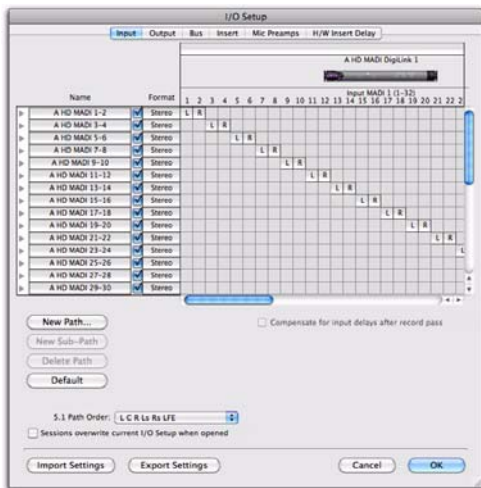 I/O Setup
Input Output Bus Insert Mic Preamps H/W Insert Delay
A HD MADI DigiLink 1
Input MADI 1 (1-32)
Name Format 1 2 3 4 5 6 7 8 9 10 11 12 13 14 15 16 17 18 19 20 21 22 2
A HD MADI 1-2 Stereo L R
A HD MADI 3-4 Stereo L R
A HD MADI 5-6 Stereo L R
A HD MADI 7-8 Stereo L R
A HD MADI 9-10 Stereo L R
A HD MADI 11-12 Stereo L R
A HD MADI 13-14 Stereo L R
A HD MADI 15-16 Stereo L R
A HD MADI 17-18 Stereo L R
A HD MADI 19-20 Stereo L R
A HD MADI 21-22 Stereo L R
A HD MADI 23-24 Stereo L
A HD MADI 25-26 Stereo
A HD MADI 27-28 Stereo
A HD MADI 29-30 Stereo
New Path... Compensate for input delays after record pass
New Sub-Path
Delete Path
Default
5.1 Path Order: L C R Ls Rs LFE
Sessions overwrite current I/O Setup when opened
Import Settings Export Settings Cancel OK